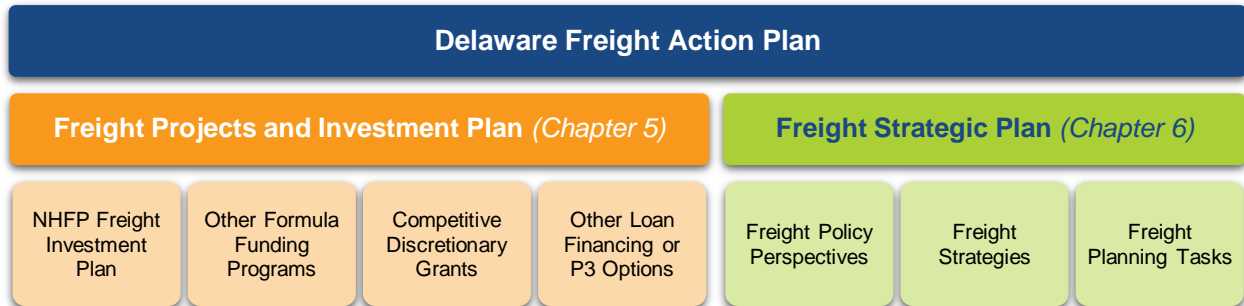 Delaware Freight Action Plan
Freight Projects and Investment Plan (Chapter 5)
Freight Strategic Plan (Chapter 6)
NHFP Freight
Investment
Plan
Other Formula
Funding
Programs
Competitive
Discretionary
Grants
Other Loan
Financing or
P3 Options
Freight Policy
Perspectives
Freight
Strategies
Freight
Planning Tasks